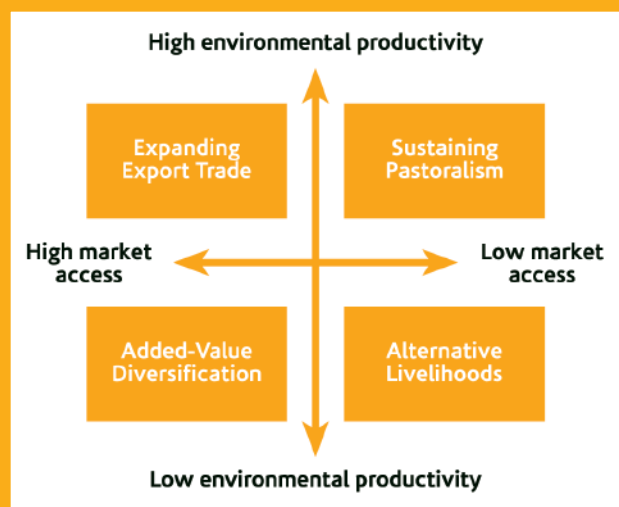 High environmental productivity
Expanding
Export Trade
Sustaining
Pastoralism
High market
access
Low market
access
Added-Value
Diversification
Alternative
Livelihoods
Low environmental productivity